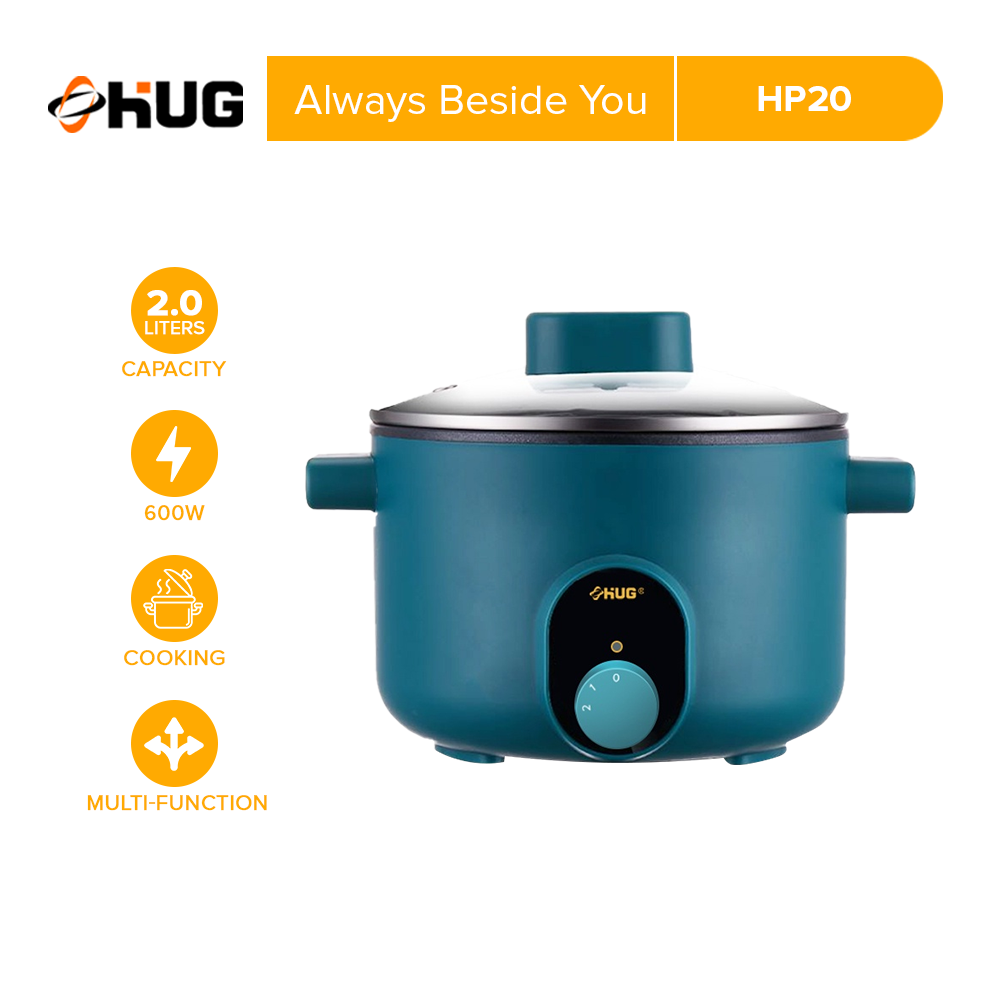 HUG
Always Beside You
HP20
2.0
LITERS
CAPACITY
600W
COOKING
MULTI-FUNCTION
HUG®
0
1
2